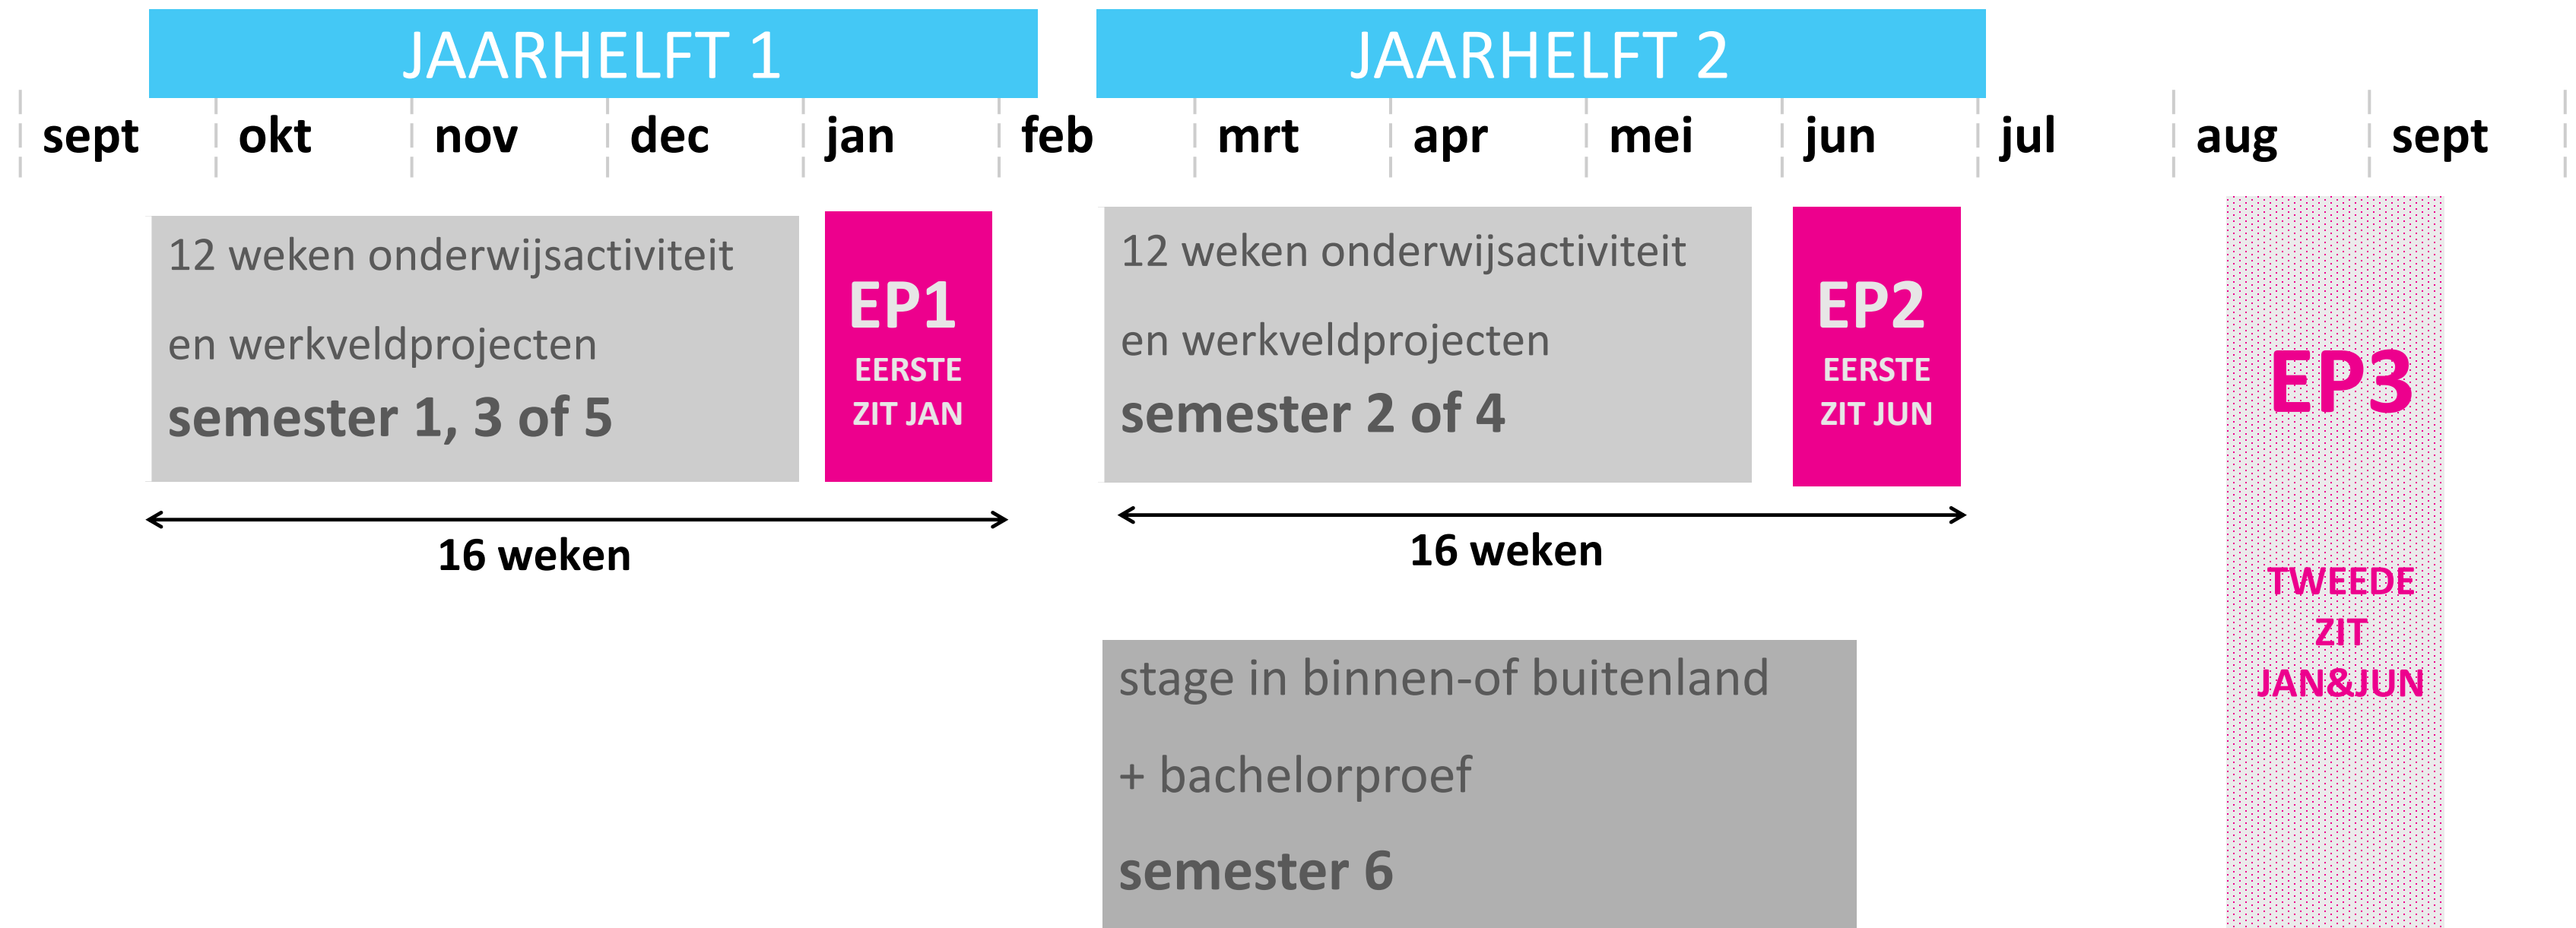 JAARHELFT 1
JAARHELFT 2
sept okt nov dec jan feb mrt apr mei jun jul aug sept
12 weken onderwijsactiviteit
en werkveldprojecten
semester 1, 3 of 5
EP1
EERSTE
ZIT JAN
16 weken
12 weken onderwijsactiviteit
en werkveldprojecten
semester 2 of 4
EP2
EERSTE
ZIT JUN
16 weken
stage in binnen-of buitenland
+ bachelorproef
semester 6
EP3
TWEEDE
ZIT
JAN&JUN